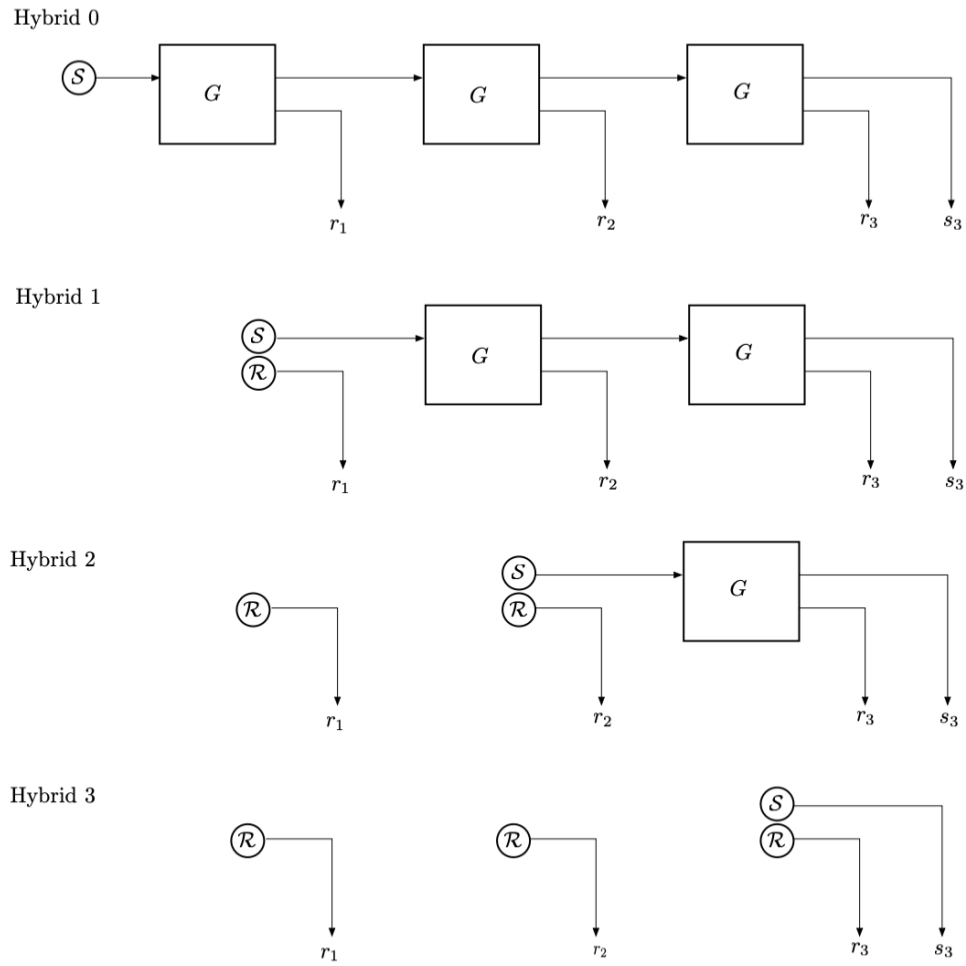 Hybrid 0
𝒮 G G G
r₁ r₂ r₃ s₃
Hybrid 1
𝒮 G G
ℛ
r₁ r₂ r₃ s₃
Hybrid 2
𝒮 G
ℛ ℛ
r₁ r₂ r₃ s₃
Hybrid 3
𝒮
ℛ ℛ ℛ
r₁ r₂ r₃ s₃